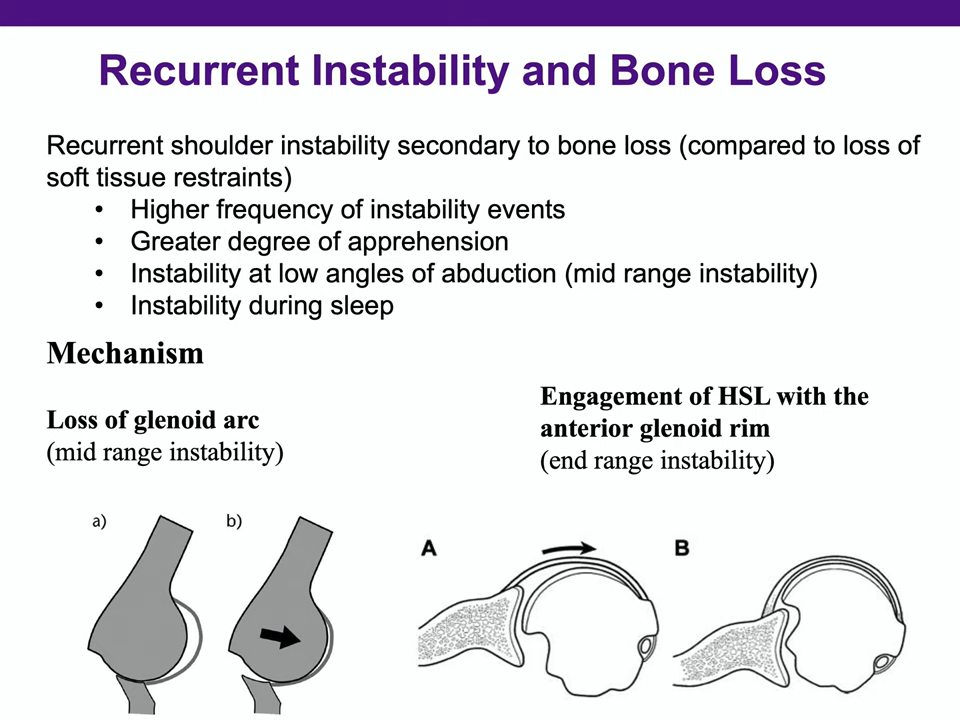 Recurrent Instability and Bone Loss
Recurrent shoulder instability secondary to bone loss (compared to loss of
soft tissue restraints)
• Higher frequency of instability events
• Greater degree of apprehension
• Instability at low angles of abduction (mid range instability)
• Instability during sleep
Mechanism
Loss of glenoid arc
(mid range instability)
Engagement of HSL with the
anterior glenoid rim
(end range instability)
a)
b)
A
B